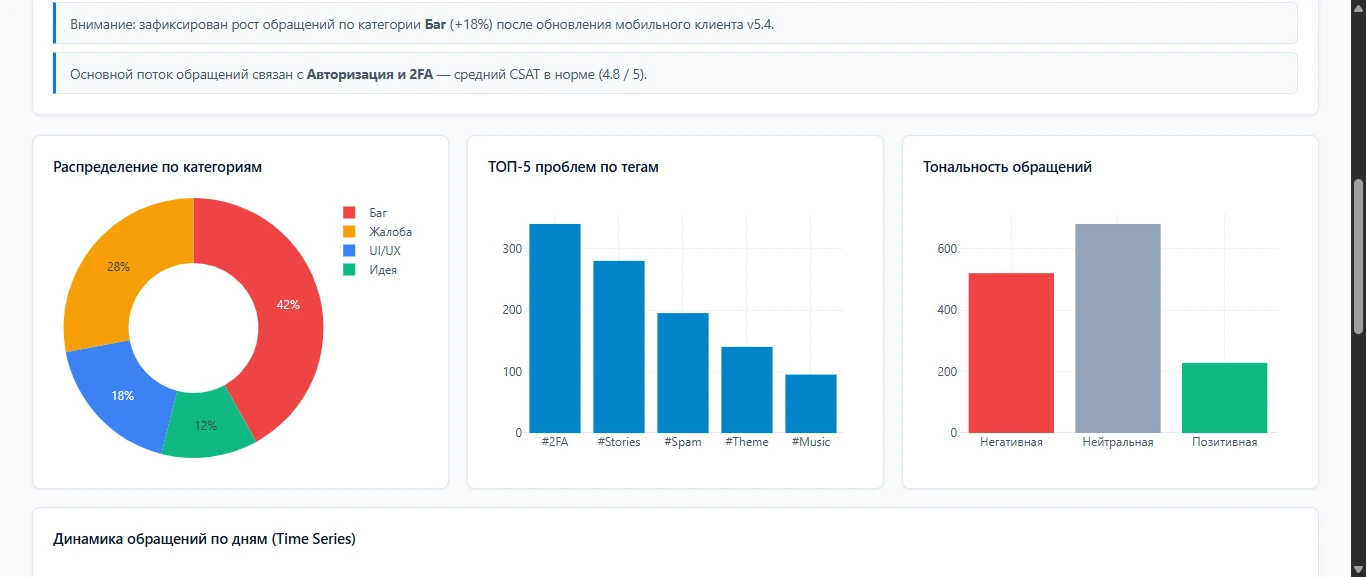 Внимание: зафиксирован рост обращений по категории Баг (+18%) после обновления мобильного клиента v5.4.
Основной поток обращений связан с Авторизация и 2FA — средний CSAT в норме (4.8 / 5).
Распределение по категориям
42%
28%
18%
12%
Баг
Жалоба
UI/UX
Идея
ТОП-5 проблем по тегам
300
200
100
0
#2FA
#Stories
#Spam
#Theme
#Music
Тональность обращений
600
400
200
0
Негативная
Нейтральная
Позитивная
Динамика обращений по дням (Time Series)